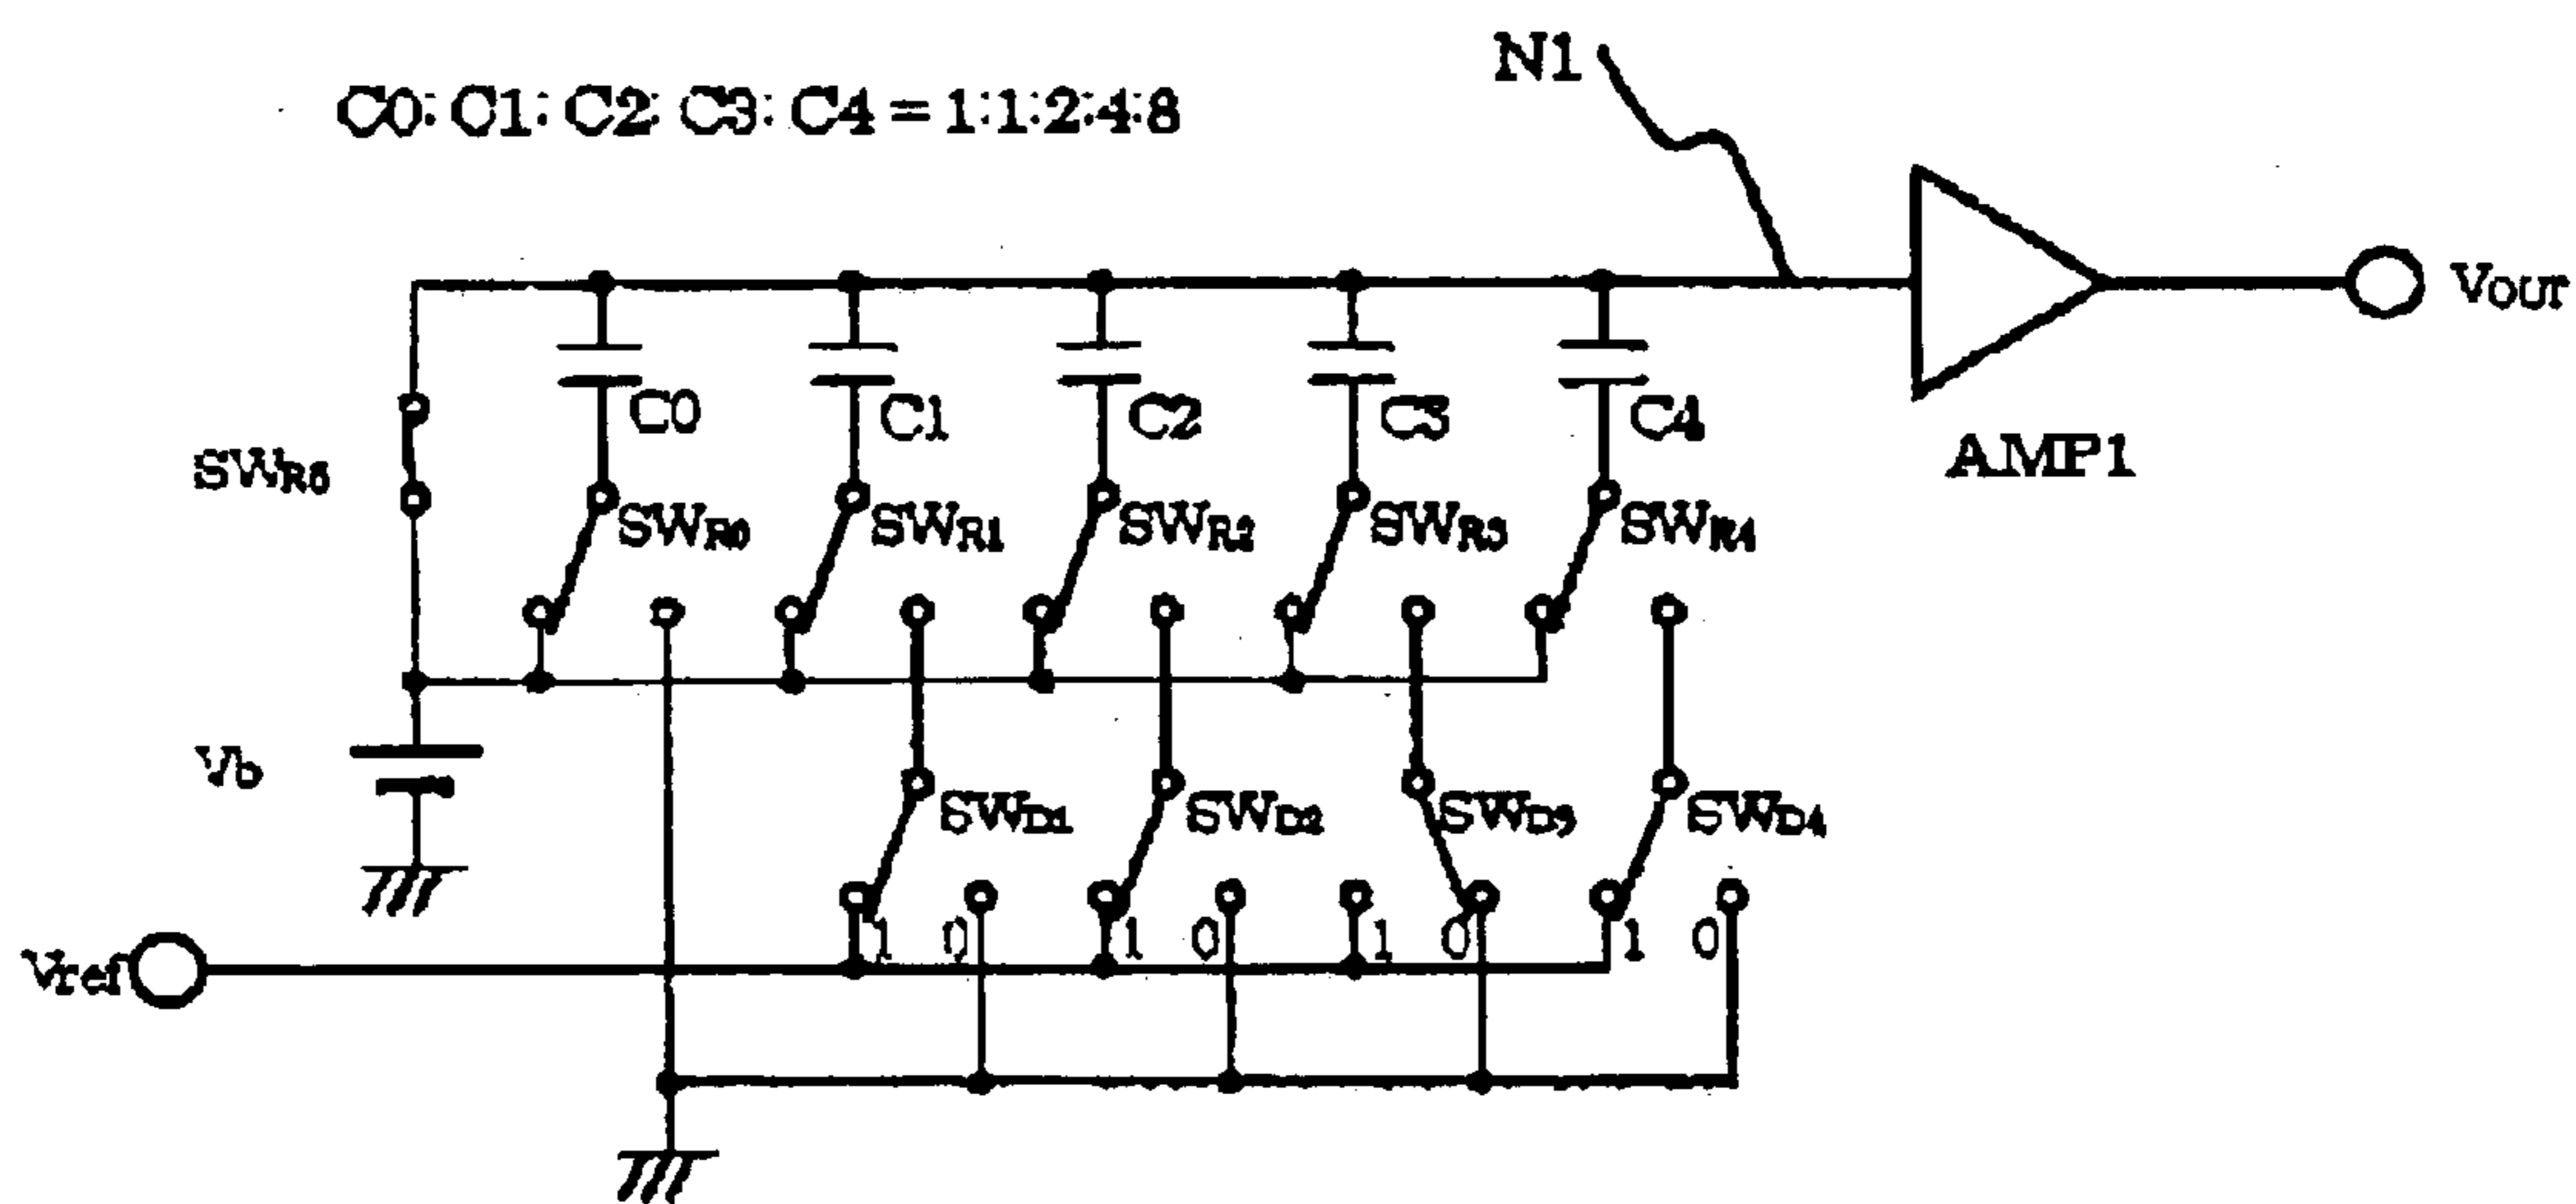 N1
C0: C1: C2: C3: C4 = 1:1:2:4:8
VOUT
AMP1
C0 C1 C2 C3 C4
SWR5 SWR0 SWR1 SWR2 SWR3 SWR4
Vb
SWD1 SWD2 SWD3 SWD4
1 0 1 0 1 0 1 0
Vref